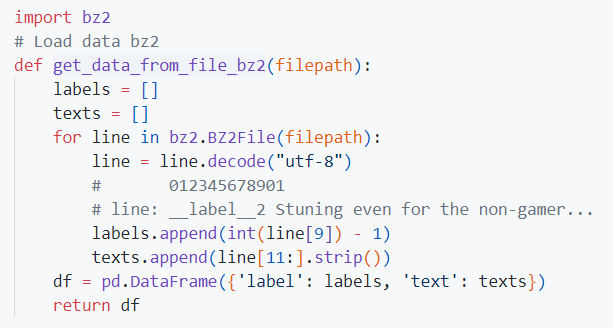 import bz2
# Load data bz2
def get_data_from_file_bz2(filepath):
    labels = []
    texts = []
    for line in bz2.BZ2File(filepath):
        line = line.decode("utf-8")
        #       012345678901
        # line: __label__2 Stuning even for the non-gamer...
        labels.append(int(line[9]) - 1)
        texts.append(line[11:].strip())
    df = pd.DataFrame({'label': labels, 'text': texts})
    return df